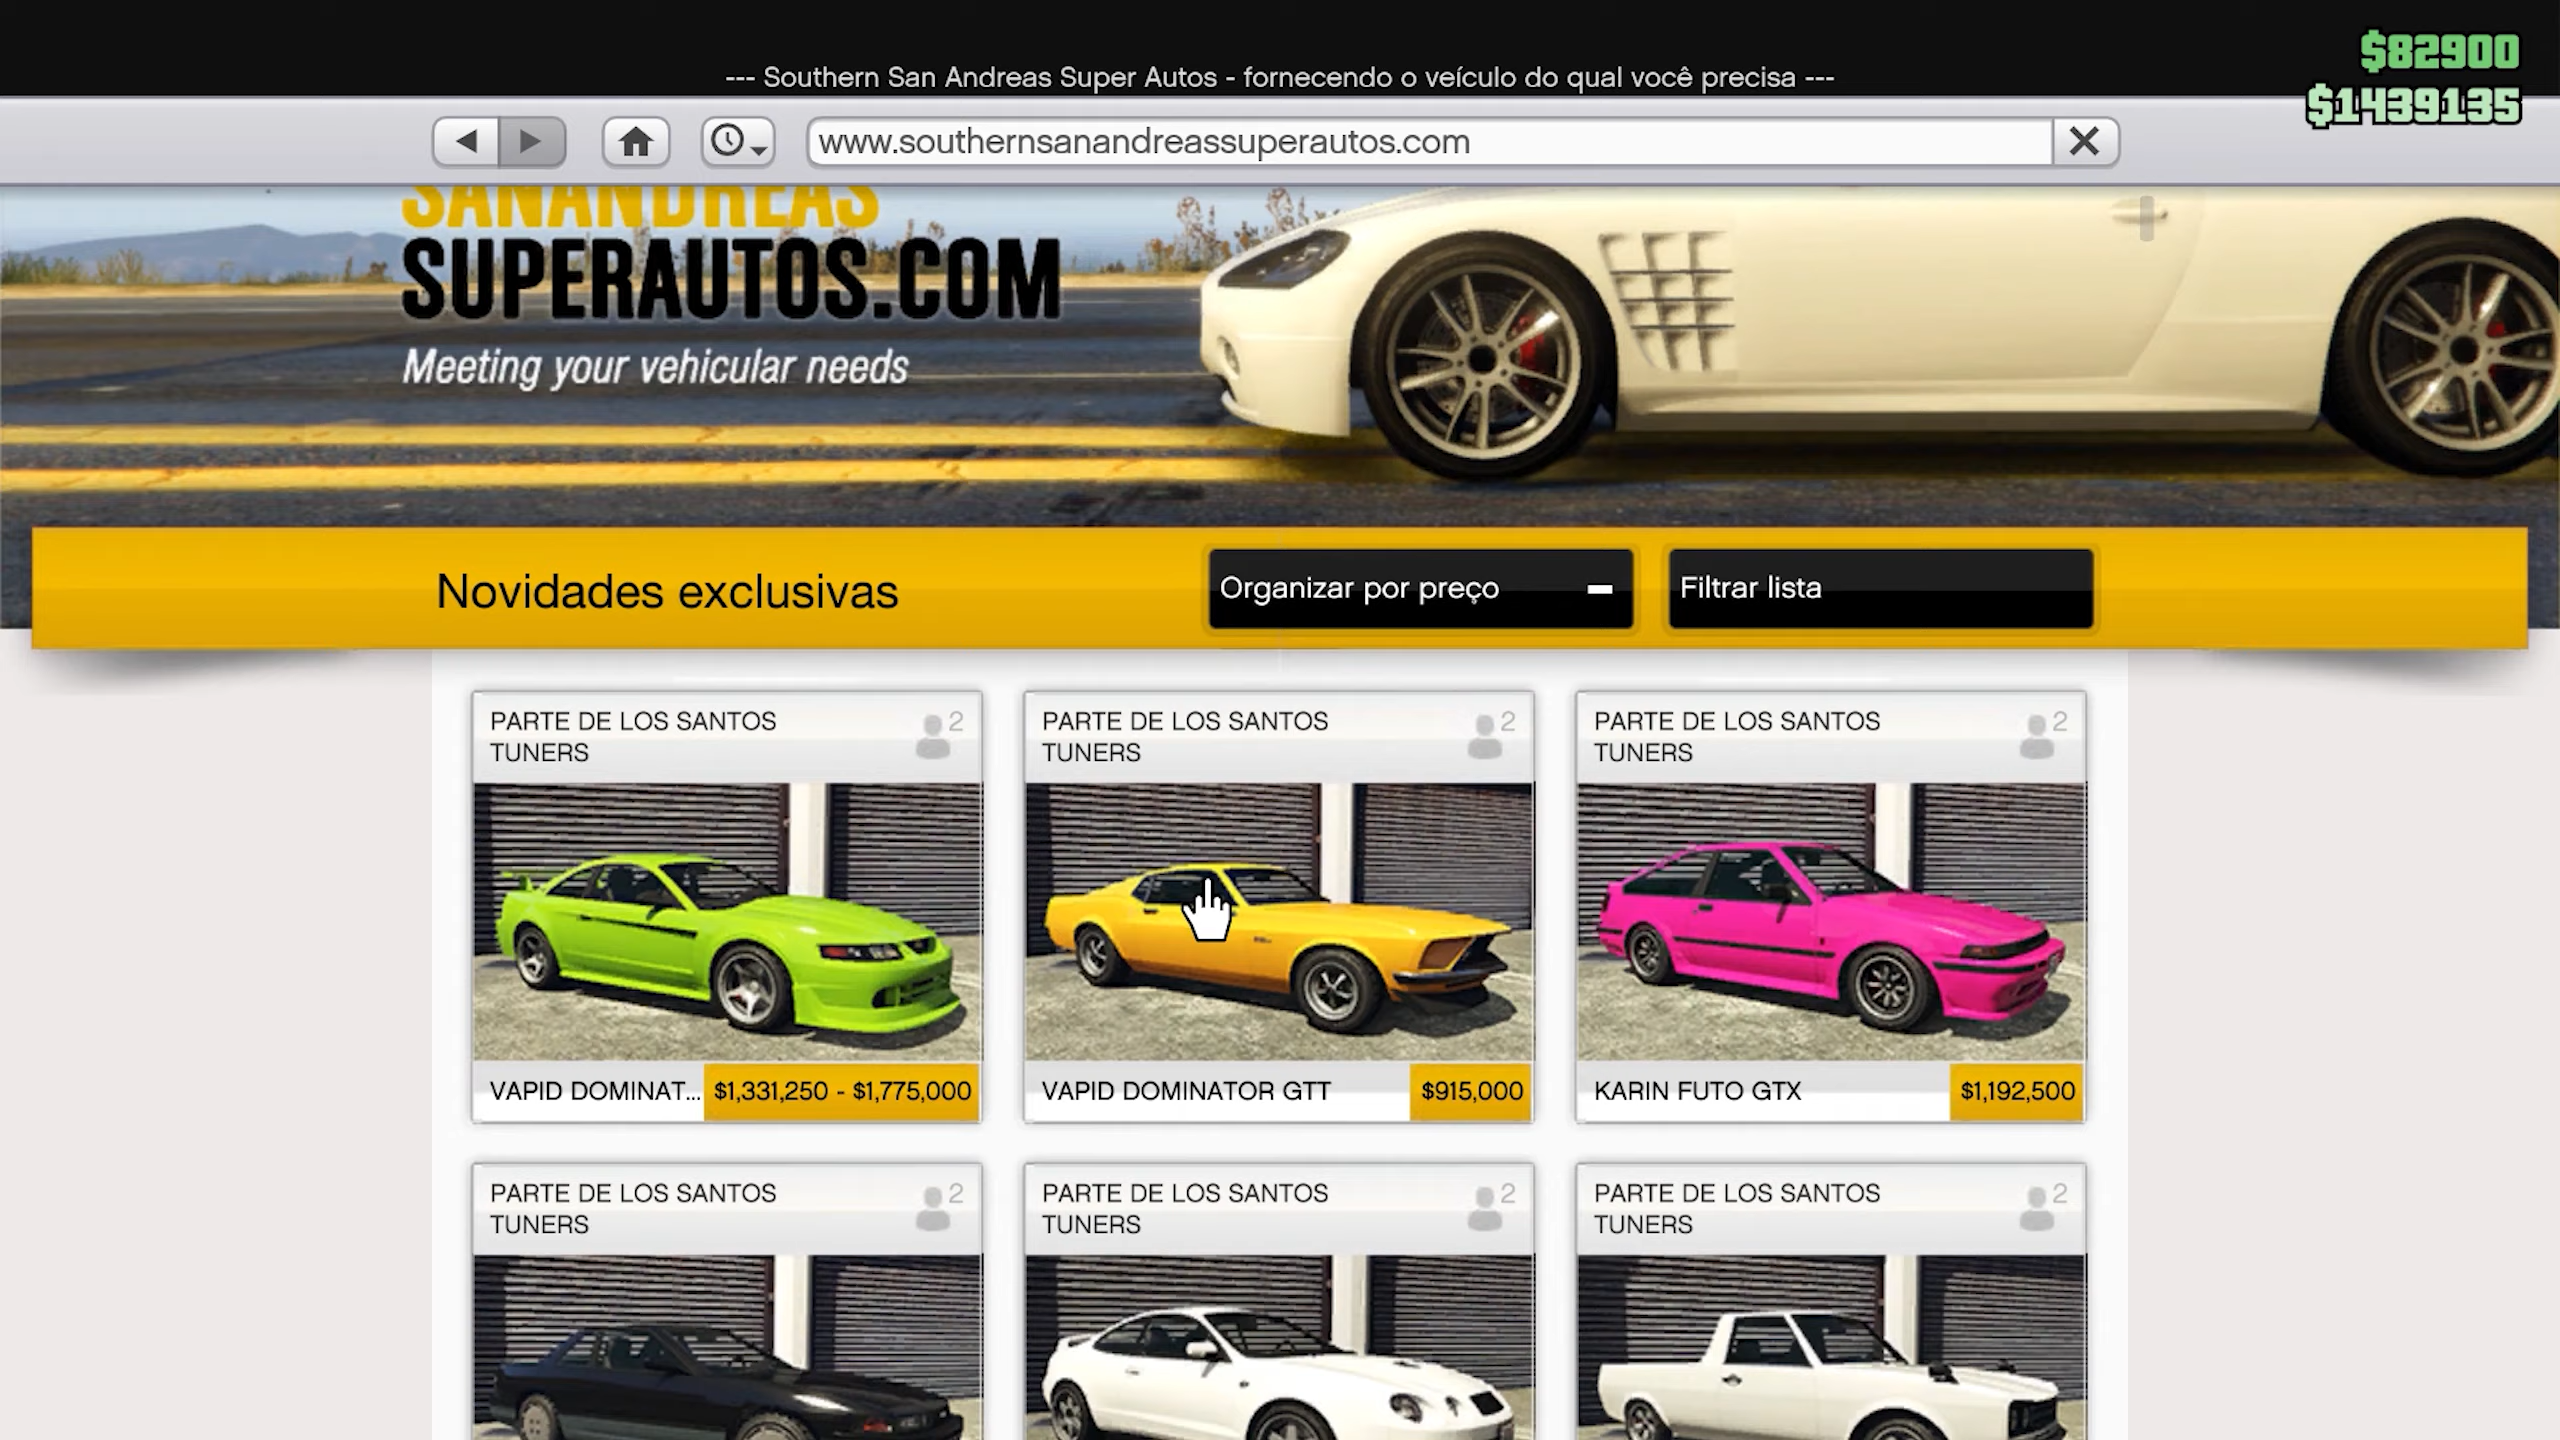 --- Southern San Andreas Super Autos - fornecendo o veículo do qual você precisa ---
$82900
$1439135
www.southernsanandreassuperautos.com
SANANDREAS
SUPERAUTOS.COM
Meeting your vehicular needs
Novidades exclusivas
Organizar por preço
Filtrar lista
PARTE DE LOS SANTOS
TUNERS
2
PARTE DE LOS SANTOS
TUNERS
2
PARTE DE LOS SANTOS
TUNERS
2
VAPID DOMINAT... $1,331,250 - $1,775,000
VAPID DOMINATOR GTT $915,000
KARIN FUTO GTX $1,192,500
PARTE DE LOS SANTOS
TUNERS
2
PARTE DE LOS SANTOS
TUNERS
2
PARTE DE LOS SANTOS
TUNERS
2